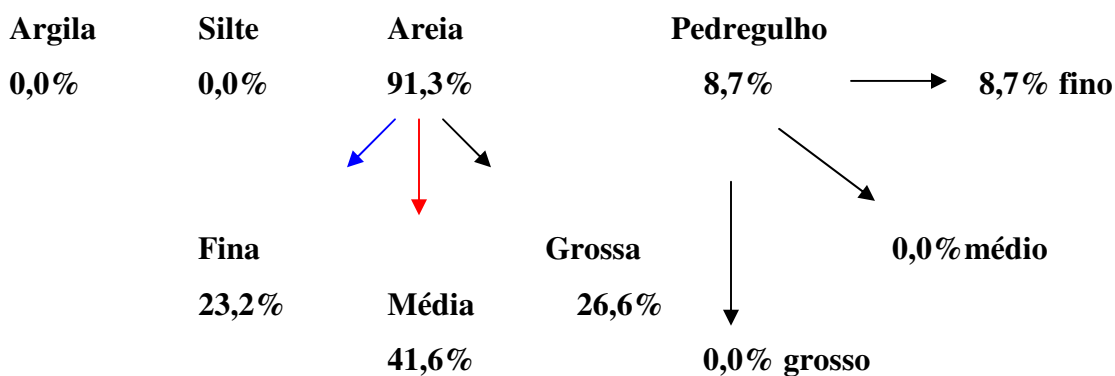 Argila Silte Areia Pedregulho
0,0% 0,0% 91,3% 8,7% 8,7% fino
Fina Grossa 0,0% médio
23,2% Média 26,6%
41,6% 0,0% grosso